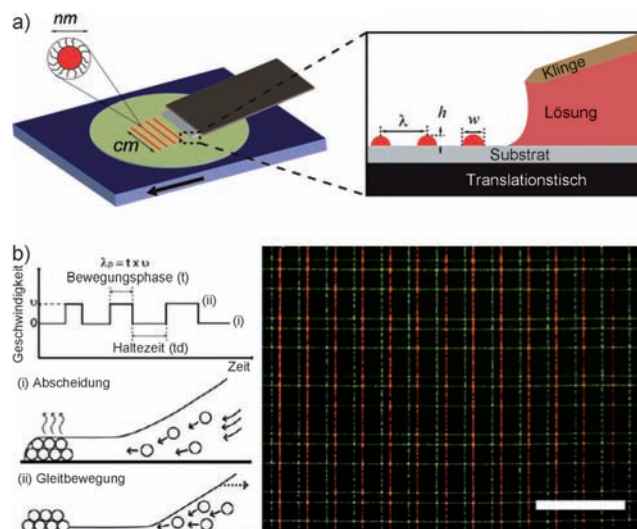 a)
nm
cm
Klinge
Lösung
λ
h
w
Substrat
Translationstisch
b)
λp = t x υ
Bewegungsphase (t)
Geschwindigkeit
υ
(ii)
0
(i)
Haltezeit (td)
Zeit
(i) Abscheidung
(ii) Gleitbewegung